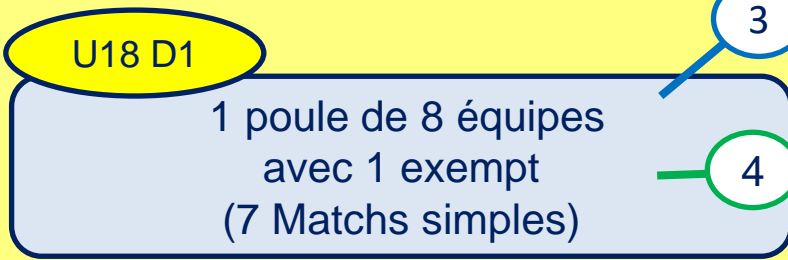 3
U18 D1
1 poule de 8 équipes
avec 1 exempt
4
(7 Matchs simples)